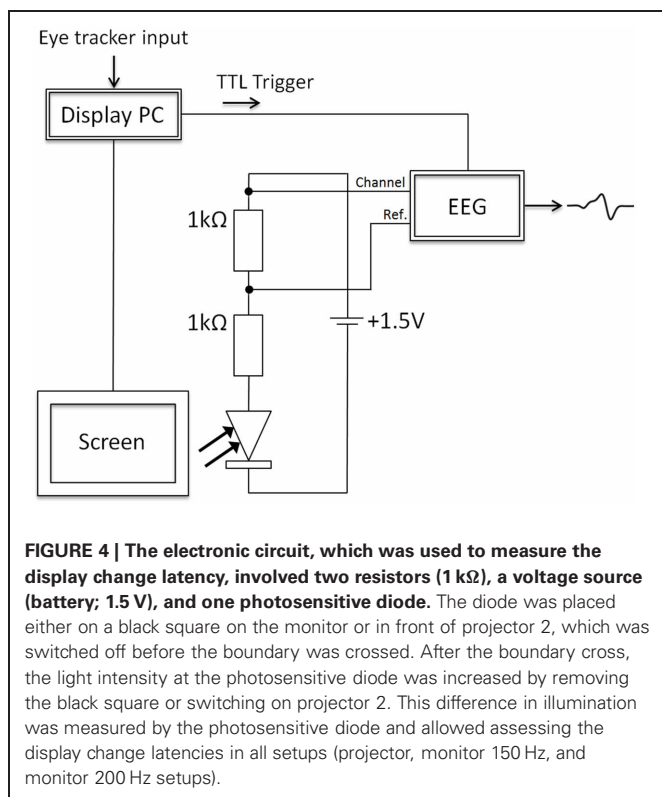 Eye tracker input
TTL Trigger
Display PC
Channel
EEG
Ref.
1kΩ
1kΩ
+1.5V
Screen
FIGURE 4 | The electronic circuit, which was used to measure the
display change latency, involved two resistors (1 kΩ), a voltage source
(battery; 1.5 V), and one photosensitive diode. The diode was placed
either on a black square on the monitor or in front of projector 2, which was
switched off before the boundary was crossed. After the boundary cross,
the light intensity at the photosensitive diode was increased by removing
the black square or switching on projector 2. This difference in illumination
was measured by the photosensitive diode and allowed assessing the
display change latencies in all setups (projector, monitor 150 Hz, and
monitor 200 Hz setups).